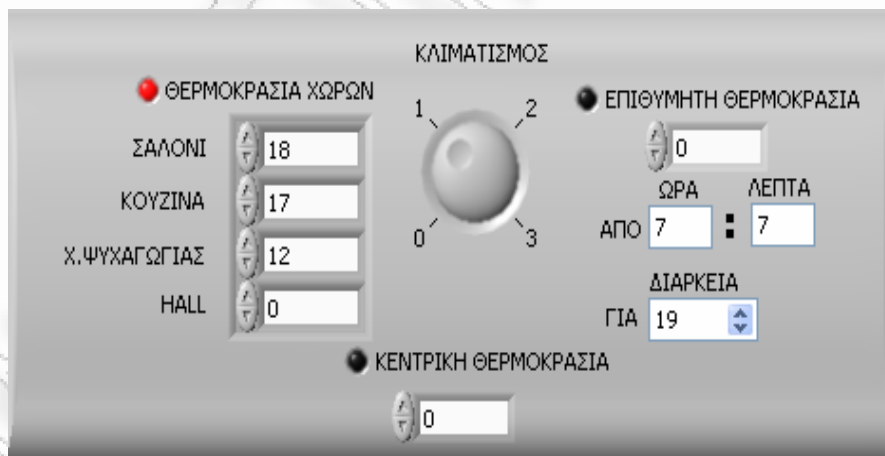 ΚΛΙΜΑΤΙΣΜΟΣ
ΘΕΡΜΟΚΡΑΣΙΑ ΧΩΡΩΝ
ΣΑΛΟΝΙ 18
ΚΟΥΖΙΝΑ 17
Χ.ΨΥΧΑΓΩΓΙΑΣ 12
HALL 0
1 2
0 3
ΕΠΙΘΥΜΗΤΗ ΘΕΡΜΟΚΡΑΣΙΑ
0
ΩΡΑ ΛΕΠΤΑ
ΑΠΟ 7 : 7
ΔΙΑΡΚΕΙΑ
ΓΙΑ 19
ΚΕΝΤΡΙΚΗ ΘΕΡΜΟΚΡΑΣΙΑ
0